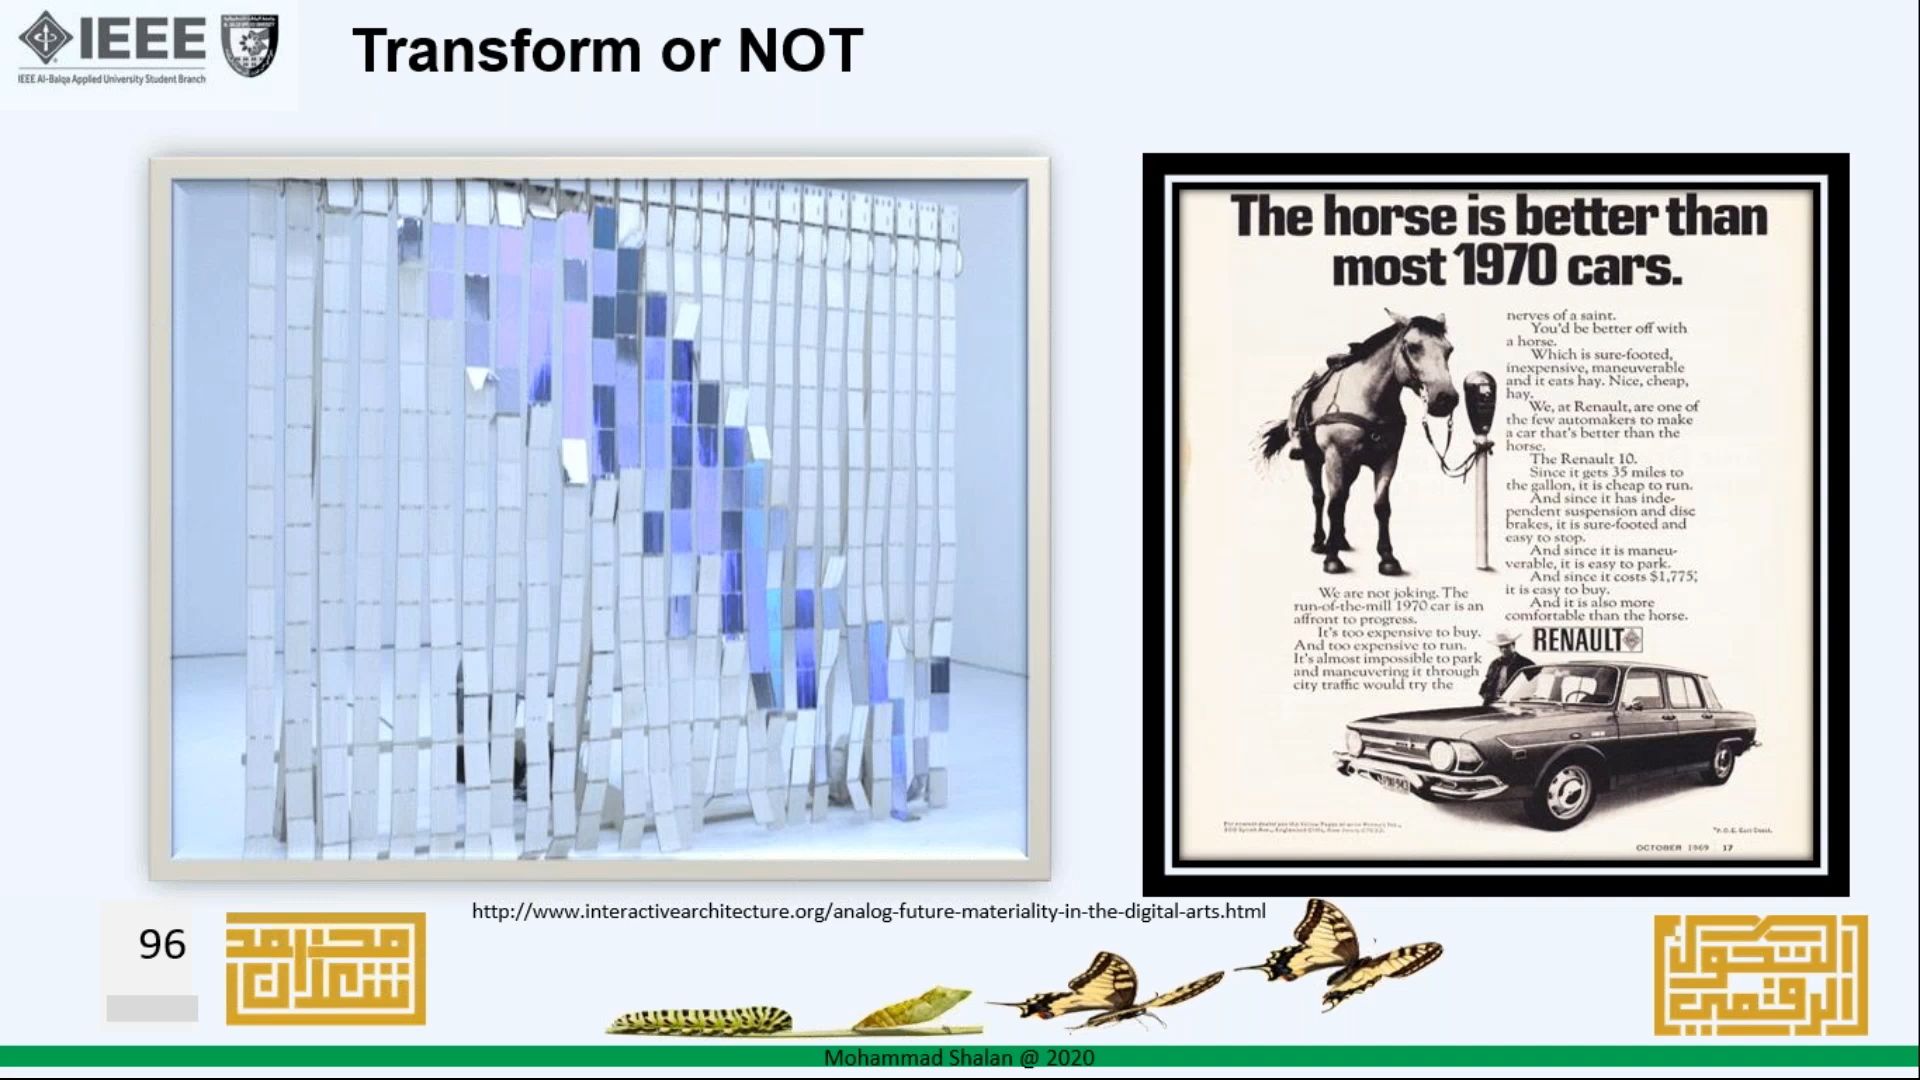 IEEE
IEEE Al-Balqa Applied University Student Branch
Transform or NOT
The horse is better than
most 1970 cars.
We are not joking. The
run-of-the-mill 1970 car is an
affront to progress.
It's too expensive to buy.
And too expensive to run.
It's almost impossible to park
and maneuvering it through
city traffic would try the
nerves of a saint.
You'd be better off with
a horse.
Which is sure-footed,
inexpensive, maneuverable
and it eats hay. Nice, cheap,
hay.
We, at Renault, are one of
the few automakers to make
a car that's better than the
horse.
The Renault 10.
Since it gets 35 miles to
the gallon, it is cheap to run.
And since it has inde-
pendent suspension and disc
brakes, it is sure-footed and
easy to stop.
And since it is maneu-
verable, it is easy to park.
And since it costs $1,775*,
it is easy to buy.
And it is also more
comfortable than the horse.
RENAULT
*P.O.E. East Coast.
OCTOBER 1969 17
http://www.interactivearchitecture.org/analog-future-materiality-in-the-digital-arts.html
96
محمد
شعلان
التحول
الرقمي
Mohammad Shalan @ 2020